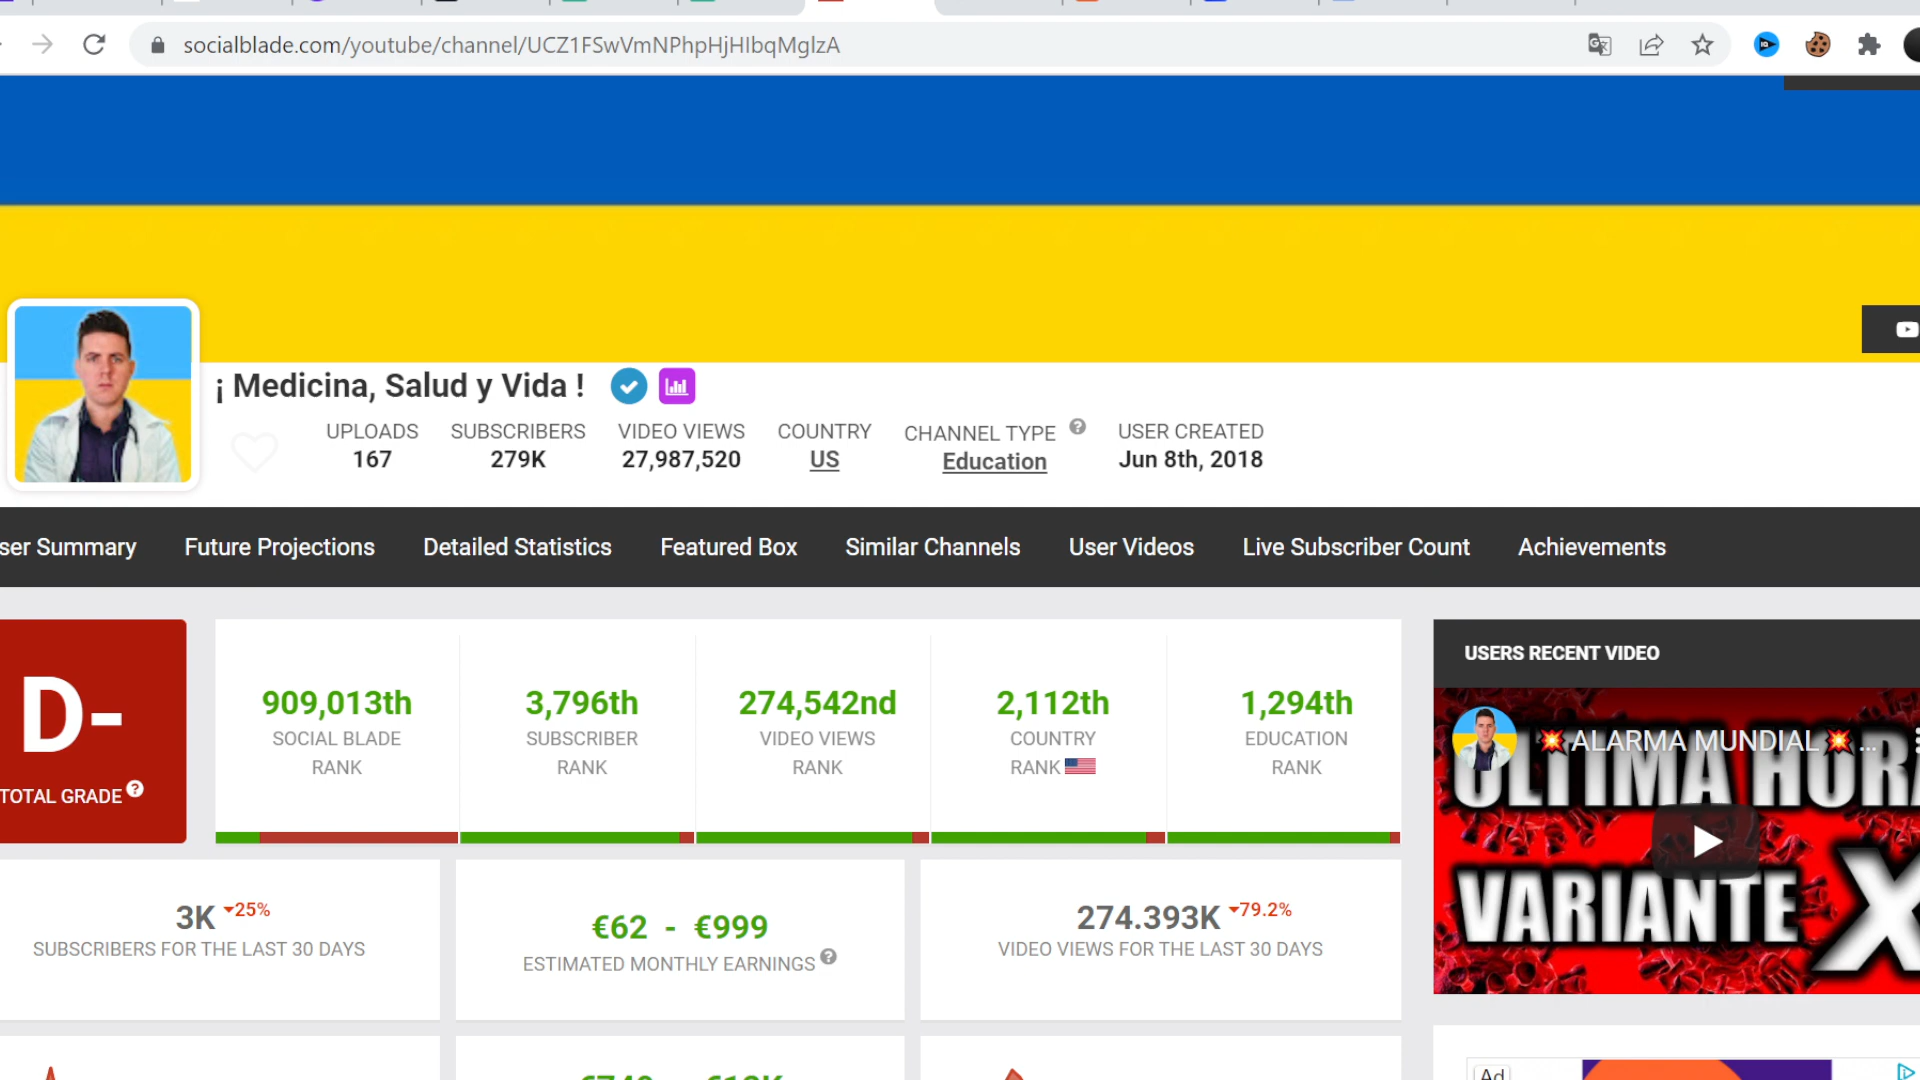 socialblade.com/youtube/channel/UCZ1FSwVmNPhpHjHIbqMglzA
¡ Medicina, Salud y Vida !
UPLOADS
167
SUBSCRIBERS
279K
VIDEO VIEWS
27,987,520
COUNTRY
US
CHANNEL TYPE
Education
USER CREATED
Jun 8th, 2018
ser Summary
Future Projections
Detailed Statistics
Featured Box
Similar Channels
User Videos
Live Subscriber Count
Achievements
D-
TOTAL GRADE
909,013th
SOCIAL BLADE
RANK
3,796th
SUBSCRIBER
RANK
274,542nd
VIDEO VIEWS
RANK
2,112th
COUNTRY
RANK
1,294th
EDUCATION
RANK
USERS RECENT VIDEO
💥ALARMA MUNDIAL💥 ...
ÚLTIMA HORA
VARIANTE X
3K
25%
SUBSCRIBERS FOR THE LAST 30 DAYS
€62 - €999
ESTIMATED MONTHLY EARNINGS
274.393K
79.2%
VIDEO VIEWS FOR THE LAST 30 DAYS
Ad